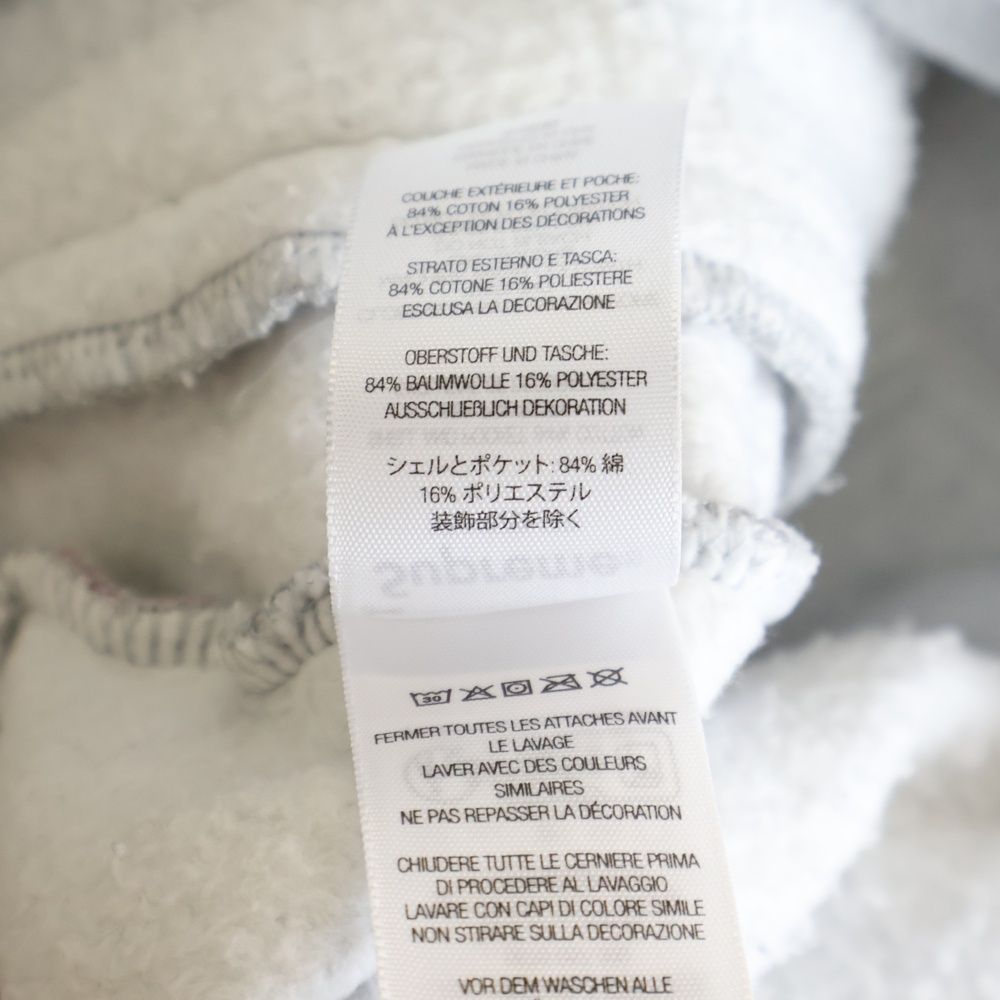 COUCHE EXTÉRIEURE ET POCHE:
84% COTON 16% POLYESTER
À L'EXCEPTION DES DÉCORATIONS
STRATO ESTERNO E TASCA:
84% COTONE 16% POLIESTERE
ESCLUSA LA DECORAZIONE
OBERSTOFF UND TASCHE:
84% BAUMWOLLE 16% POLYESTER
AUSSCHLIEßLICH DEKORATION
シェルとポケット: 84% 綿
16% ポリエステル
装飾部分を除く
Supreme
30
FERMER TOUTES LES ATTACHES AVANT
LE LAVAGE
LAVER AVEC DES COULEURS
SIMILAIRES
NE PAS REPASSER LA DÉCORATION
CHIUDERE TUTTE LE CERNIERE PRIMA
DI PROCEDERE AL LAVAGGIO
LAVARE CON CAPI DI COLORE SIMILE
NON STIRARE SULLA DECORAZIONE
VOR DEM WASCHEN ALLE